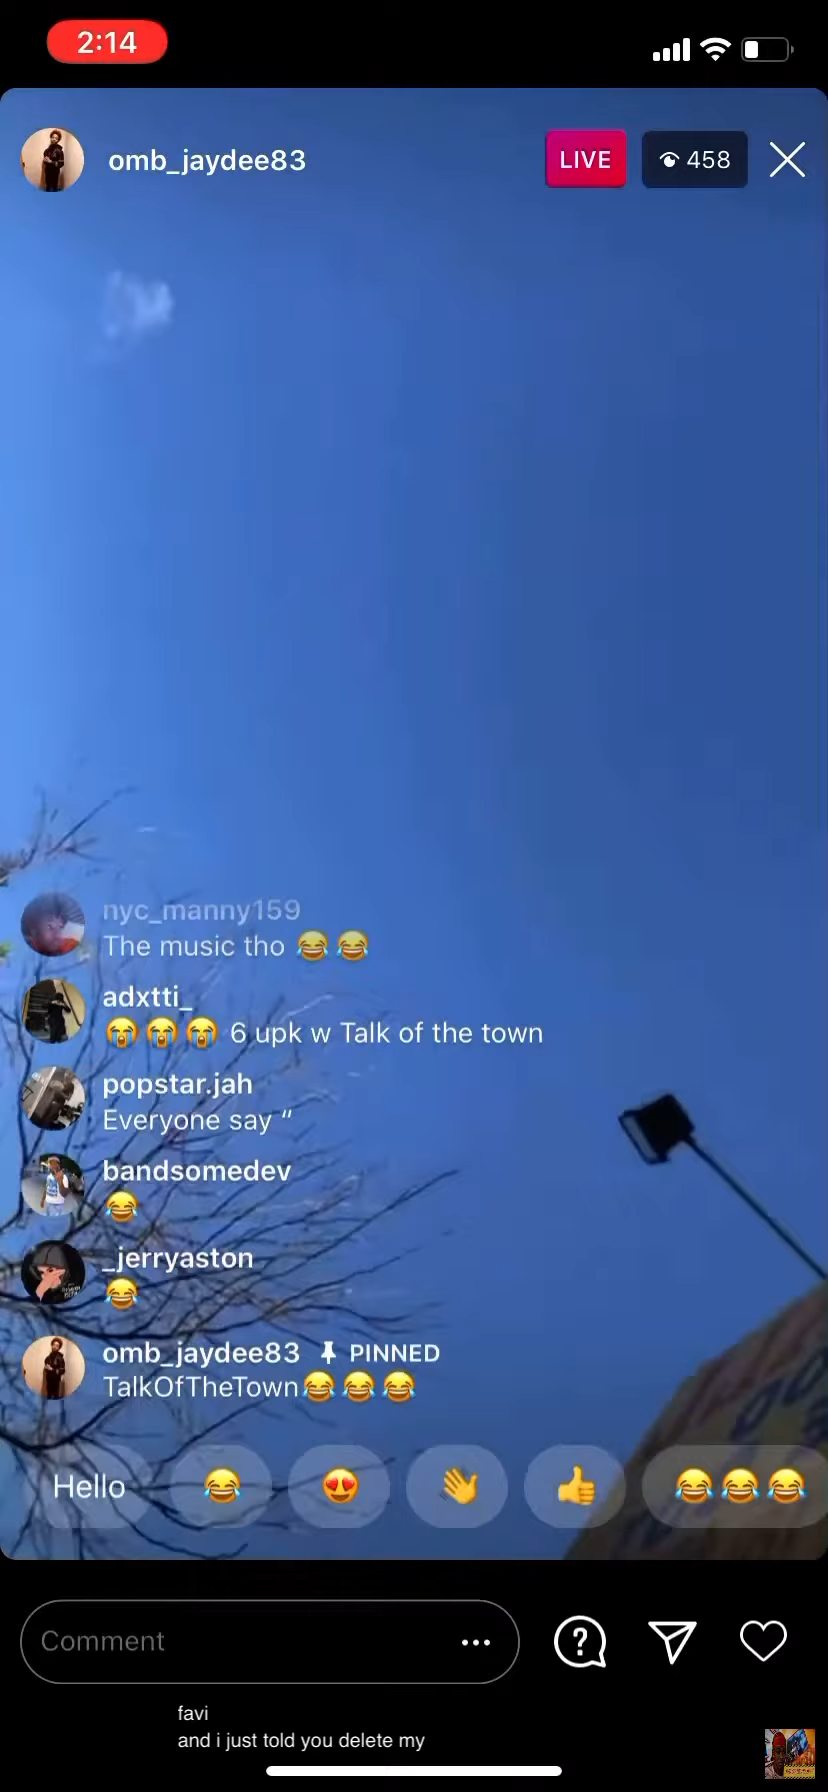 2:14
omb_jaydee83
LIVE
458
nyc_manny159
The music tho 😂😂
adxtti_
😭😭😭 6 upk w Talk of the town
popstar.jah
Everyone say “
bandsomedev
😂
_jerryaston
😂
omb_jaydee83 PINNED
TalkOfTheTown😂😂😂
Hello 😂 😍 👋 👍 😂😂😂
Comment
favi
and i just told you delete my